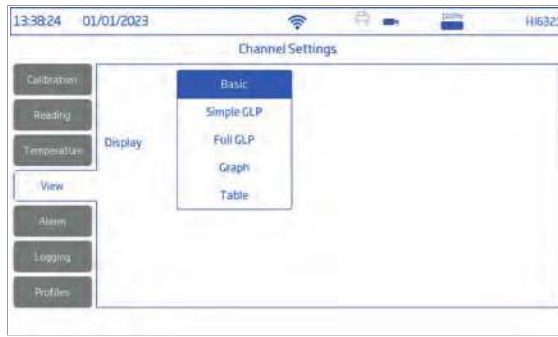 13:38:24 01/01/2023
Channel Settings
Calibration
Reading
Temperature
View
Alarm
Logging
Profiles
Display
Basic
Simple GLP
Full GLP
Graph
Table